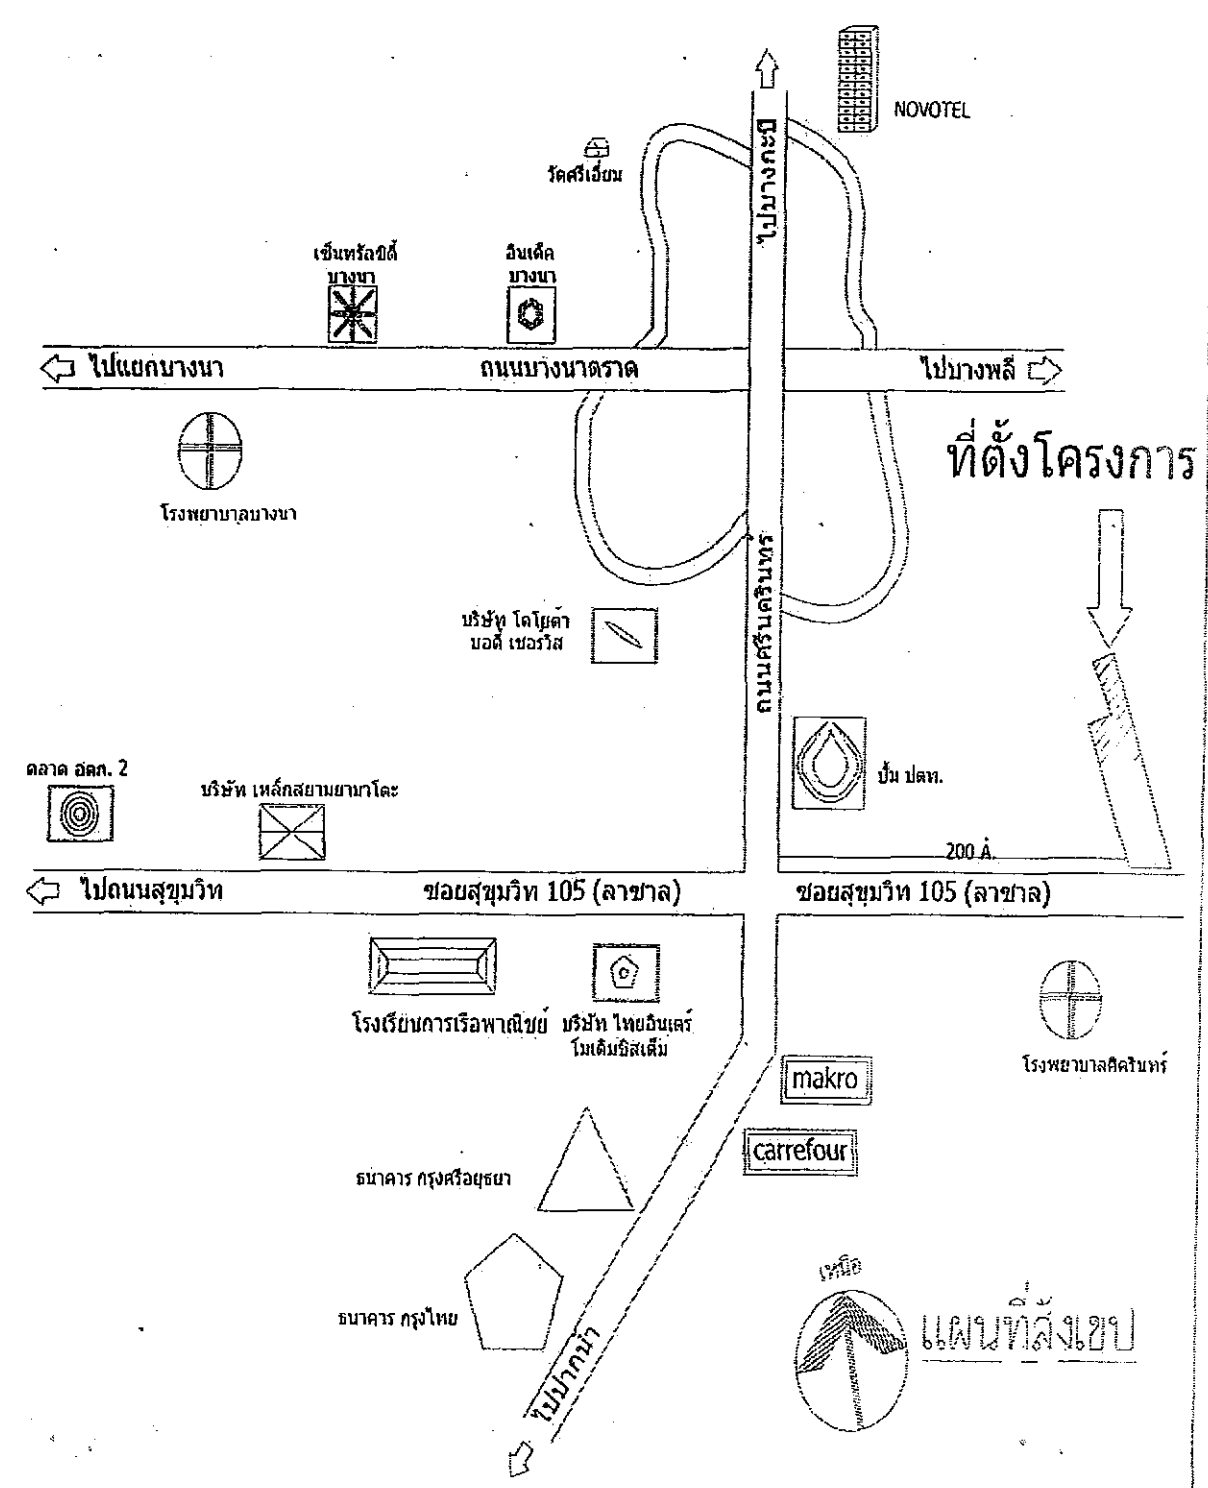 NOVOTEL
ไปบางกะปิ
วัดศรีเอี่ยม
เซ็นทรัลซิตี้
บางนา
อินเด็ค
บางนา
ไปแยกบางนา
ถนนบางนาตราด
ไปบางพลี
ที่ตั้งโครงการ
โรงพยาบาลบางนา
ถนนศรีนครินทร
บริษัท โตโยต้า
บอดี้ เซอร์วิส
ปั้ม ปตท.
ตลาด อตก. 2
บริษัท เหล็กสยามยามาโตะ
200 ม.
ไปถนนสุขุมวิท
ซอยสุขุมวิท 105 (ลาซาล)
ซอยสุขุมวิท 105 (ลาซาล)
โรงเรียนการเรือพาณิชย์
บริษัท ไทยอินเตร์
โมเดิมซิสเต็ม
โรงพยาบาลศิครินทร์
makro
carrefour
ธนาคาร กรุงศรีอยุธยา
ธนาคาร กรุงไทย
ไปปากน้ำ
เหนือ
แผนที่สังเขป